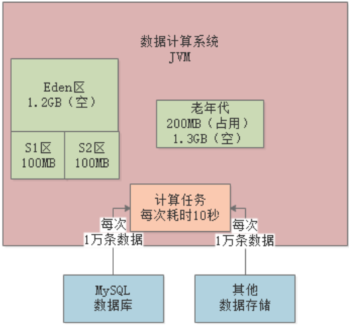 数据计算系统
JVM
Eden区
1.2GB（空）
老年代
200MB（占用）
1.3GB（空）
S1区
100MB
S2区
100MB
计算任务
每次耗时10秒
每次
1万条数据
每次
1万条数据
MySQL
数据库
其他
数据存储